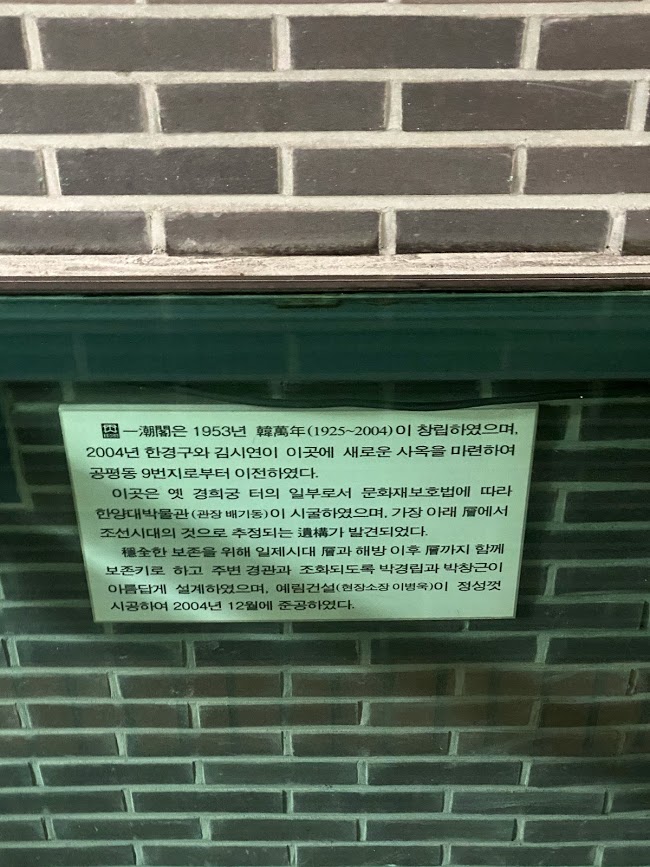 一潮閣은 1953년 韓萬年(1925~2004)이 창립하였으며,
2004년 한경구와 김시연이 이곳에 새로운 사옥을 마련하여
공평동 9번지로부터 이전하였다.
이곳은 옛 경희궁 터의 일부로서 문화재보호법에 따라
한양대박물관(관장 배기동)이 시굴하였으며, 가장 아래 層에서
조선시대의 것으로 추정되는 遺構가 발견되었다.
穩全한 보존을 위해 일제시대 層과 해방 이후 層까지 함께
보존키로 하고 주변 경관과 조화되도록 박경립과 박창근이
아름답게 설계하였으며, 예림건설(현장소장 이병욱)이 정성껏
시공하여 2004년 12월에 준공하였다.